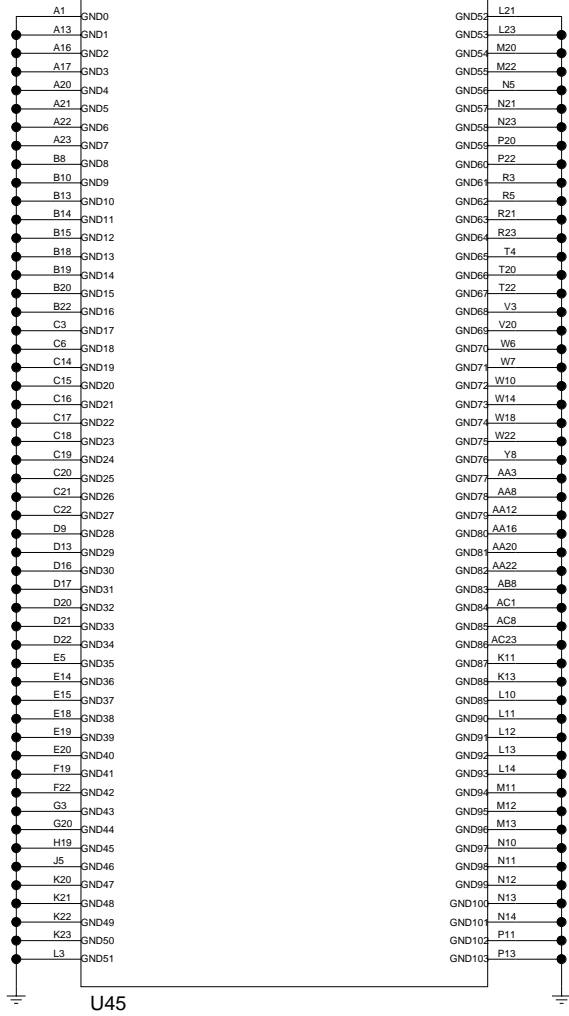 A1 GND0 GND52 L21
A13 GND1 GND53 L23
A16 GND2 GND54 M20
A17 GND3 GND55 M22
A20 GND4 GND56 N5
A21 GND5 GND57 N21
A22 GND6 GND58 N23
A23 GND7 GND59 P20
B8 GND8 GND60 P22
B10 GND9 GND61 R3
B13 GND10 GND62 R5
B14 GND11 GND63 R21
B15 GND12 GND64 R23
B18 GND13 GND65 T4
B19 GND14 GND66 T20
B20 GND15 GND67 T22
B22 GND16 GND68 V3
C3 GND17 GND69 V20
C6 GND18 GND70 W6
C14 GND19 GND71 W7
C15 GND20 GND72 W10
C16 GND21 GND73 W14
C17 GND22 GND74 W18
C18 GND23 GND75 W22
C19 GND24 GND76 Y8
C20 GND25 GND77 AA3
C21 GND26 GND78 AA8
C22 GND27 GND79 AA12
D9 GND28 GND80 AA16
D13 GND29 GND81 AA20
D16 GND30 GND82 AA22
D17 GND31 GND83 AB8
D20 GND32 GND84 AC1
D21 GND33 GND85 AC8
D22 GND34 GND86 AC23
E5 GND35 GND87 K11
E14 GND36 GND88 K13
E15 GND37 GND89 L10
E18 GND38 GND90 L11
E19 GND39 GND91 L12
E20 GND40 GND92 L13
F19 GND41 GND93 L14
F22 GND42 GND94 M11
G3 GND43 GND95 M12
G20 GND44 GND96 M13
H19 GND45 GND97 N10
J5 GND46 GND98 N11
K20 GND47 GND99 N12
K21 GND48 GND100 N13
K22 GND49 GND101 N14
K23 GND50 GND102 P11
L3 GND51 GND103 P13
U45